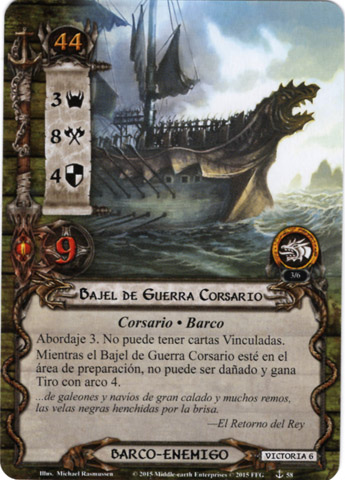 44
3
8
4
9
3/6
Bajel de Guerra Corsario
Corsario • Barco
Abordaje 3. No puede tener cartas Vinculadas.
Mientras el Bajel de Guerra Corsario esté en el
área de preparación, no puede ser dañado y gana
Tiro con arco 4.
...de galeones y navíos de gran calado y muchos remos,
las velas negras henchidas por la brisa.
—El Retorno del Rey
BARCO-ENEMIGO
VICTORIA 6
Illus. Michael Rasmussen
© 2015 Middle-earth Enterprises © 2015 FFG
58